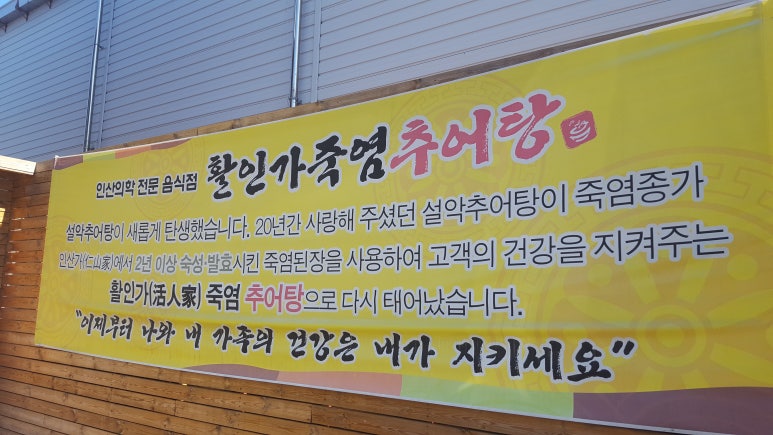 인산의학 전문 음식점 활인가죽염추어탕
설악추어탕이 새롭게 탄생했습니다. 20년간 사랑해 주셨던 설악추어탕이 죽염종가
인산가(仁山家)에서 2년 이상 숙성·발효시킨 죽염된장을 사용하여 고객의 건강을 지켜주는
활인가(活人家) 죽염 추어탕으로 다시 태어났습니다.
"이제부터 나와 내 가족의 건강은 내가 지키세요"